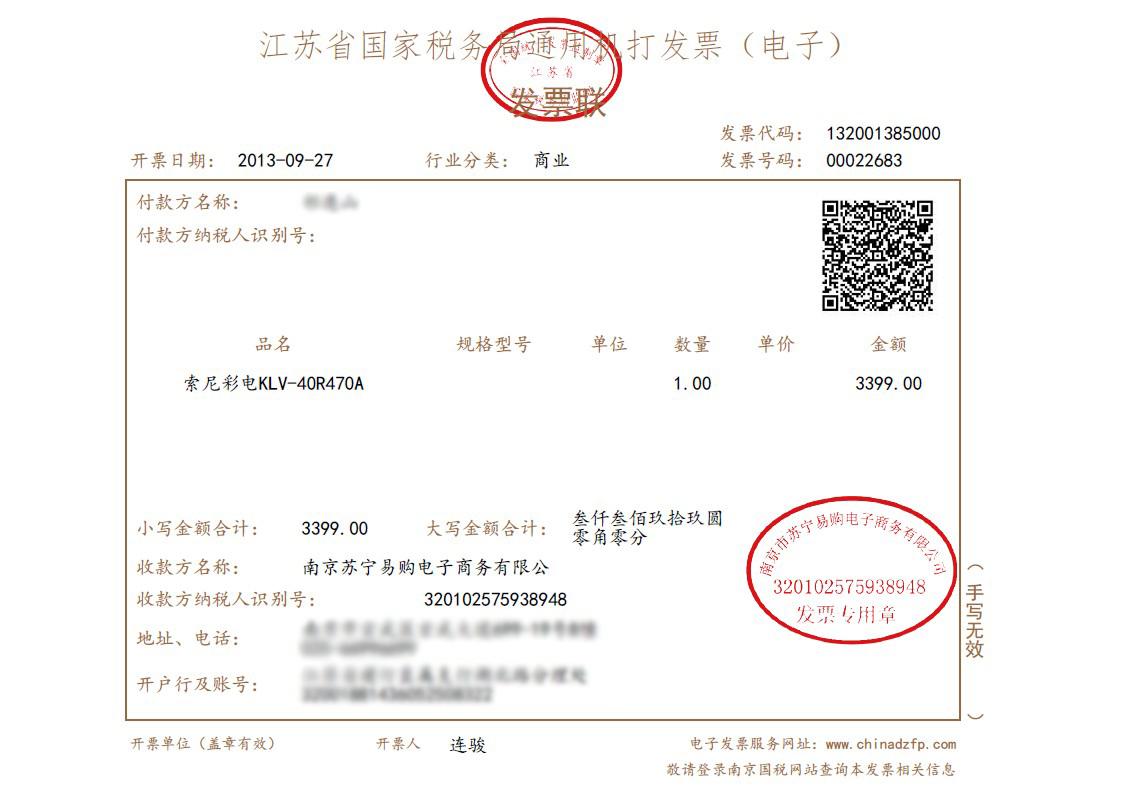 江苏省国家税务局通用机打发票（电子）
江苏省
发票联
发票代码： 132001385000
开票日期： 2013-09-27 行业分类： 商业 发票号码： 00022683
付款方名称：
付款方纳税人识别号：
品名 规格型号 单位 数量 单价 金额
索尼彩电KLV-40R470A 1.00 3399.00
小写金额合计： 3399.00 大写金额合计： 叁仟叁佰玖拾玖圆
零角零分
收款方名称： 南京苏宁易购电子商务有限公
收款方纳税人识别号： 320102575938948
地址、电话：
开户行及账号：
南京市苏宁易购电子商务有限公司
320102575938948
发票专用章
（手写无效）
开票单位（盖章有效） 开票人 连骏 电子发票服务网址：www.chinadzfp.com
敬请登录南京国税网站查询本发票相关信息